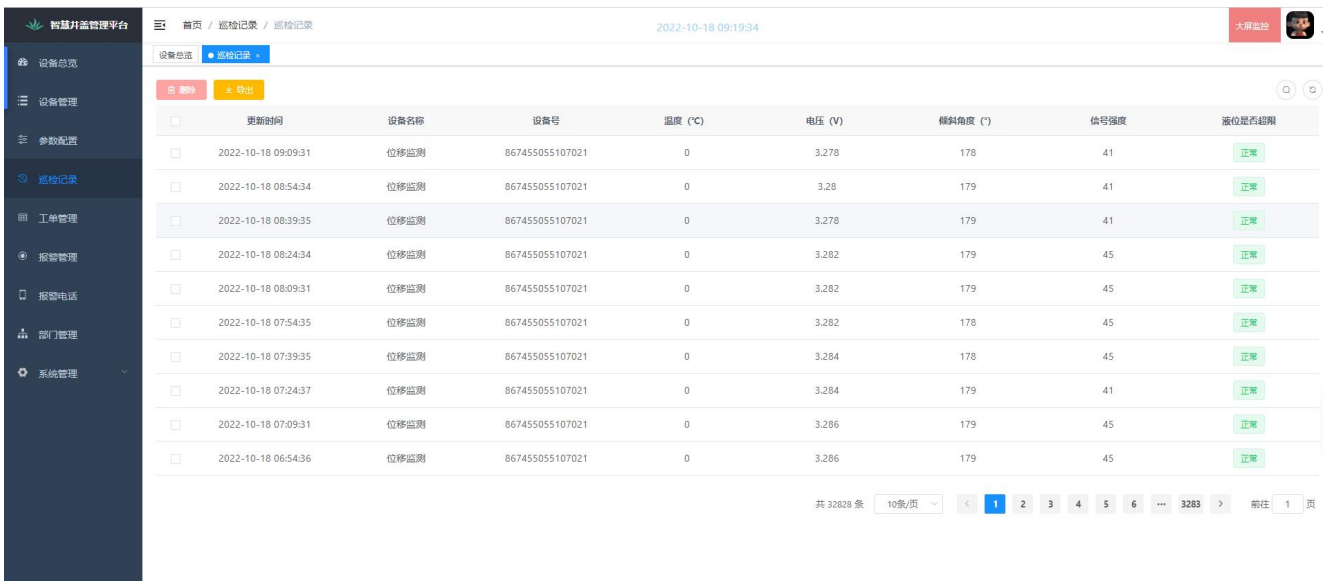 智慧井盖管理平台
首页 / 巡检记录 / 巡检记录
2022-10-18 09:19:34
大屏监控
设备总览
巡检记录 ×
设备总览
设备管理
参数配置
巡检记录
工单管理
报警管理
报警电话
部门管理
系统管理
删除 导出
更新时间 设备名称 设备号 温度 (℃) 电压 (V) 倾斜角度 (°) 信号强度 液位是否超限
2022-10-18 09:09:31 位移监测 867455055107021 0 3.278 178 41 正常
2022-10-18 08:54:34 位移监测 867455055107021 0 3.28 179 41 正常
2022-10-18 08:39:35 位移监测 867455055107021 0 3.278 179 41 正常
2022-10-18 08:24:34 位移监测 867455055107021 0 3.282 179 45 正常
2022-10-18 08:09:31 位移监测 867455055107021 0 3.282 179 45 正常
2022-10-18 07:54:35 位移监测 867455055107021 0 3.282 178 45 正常
2022-10-18 07:39:35 位移监测 867455055107021 0 3.284 178 45 正常
2022-10-18 07:24:37 位移监测 867455055107021 0 3.284 179 41 正常
2022-10-18 07:09:31 位移监测 867455055107021 0 3.286 179 45 正常
2022-10-18 06:54:36 位移监测 867455055107021 0 3.286 179 45 正常
共 32828 条 10条/页 < 1 2 3 4 5 6 ··· 3283 > 前往 1 页